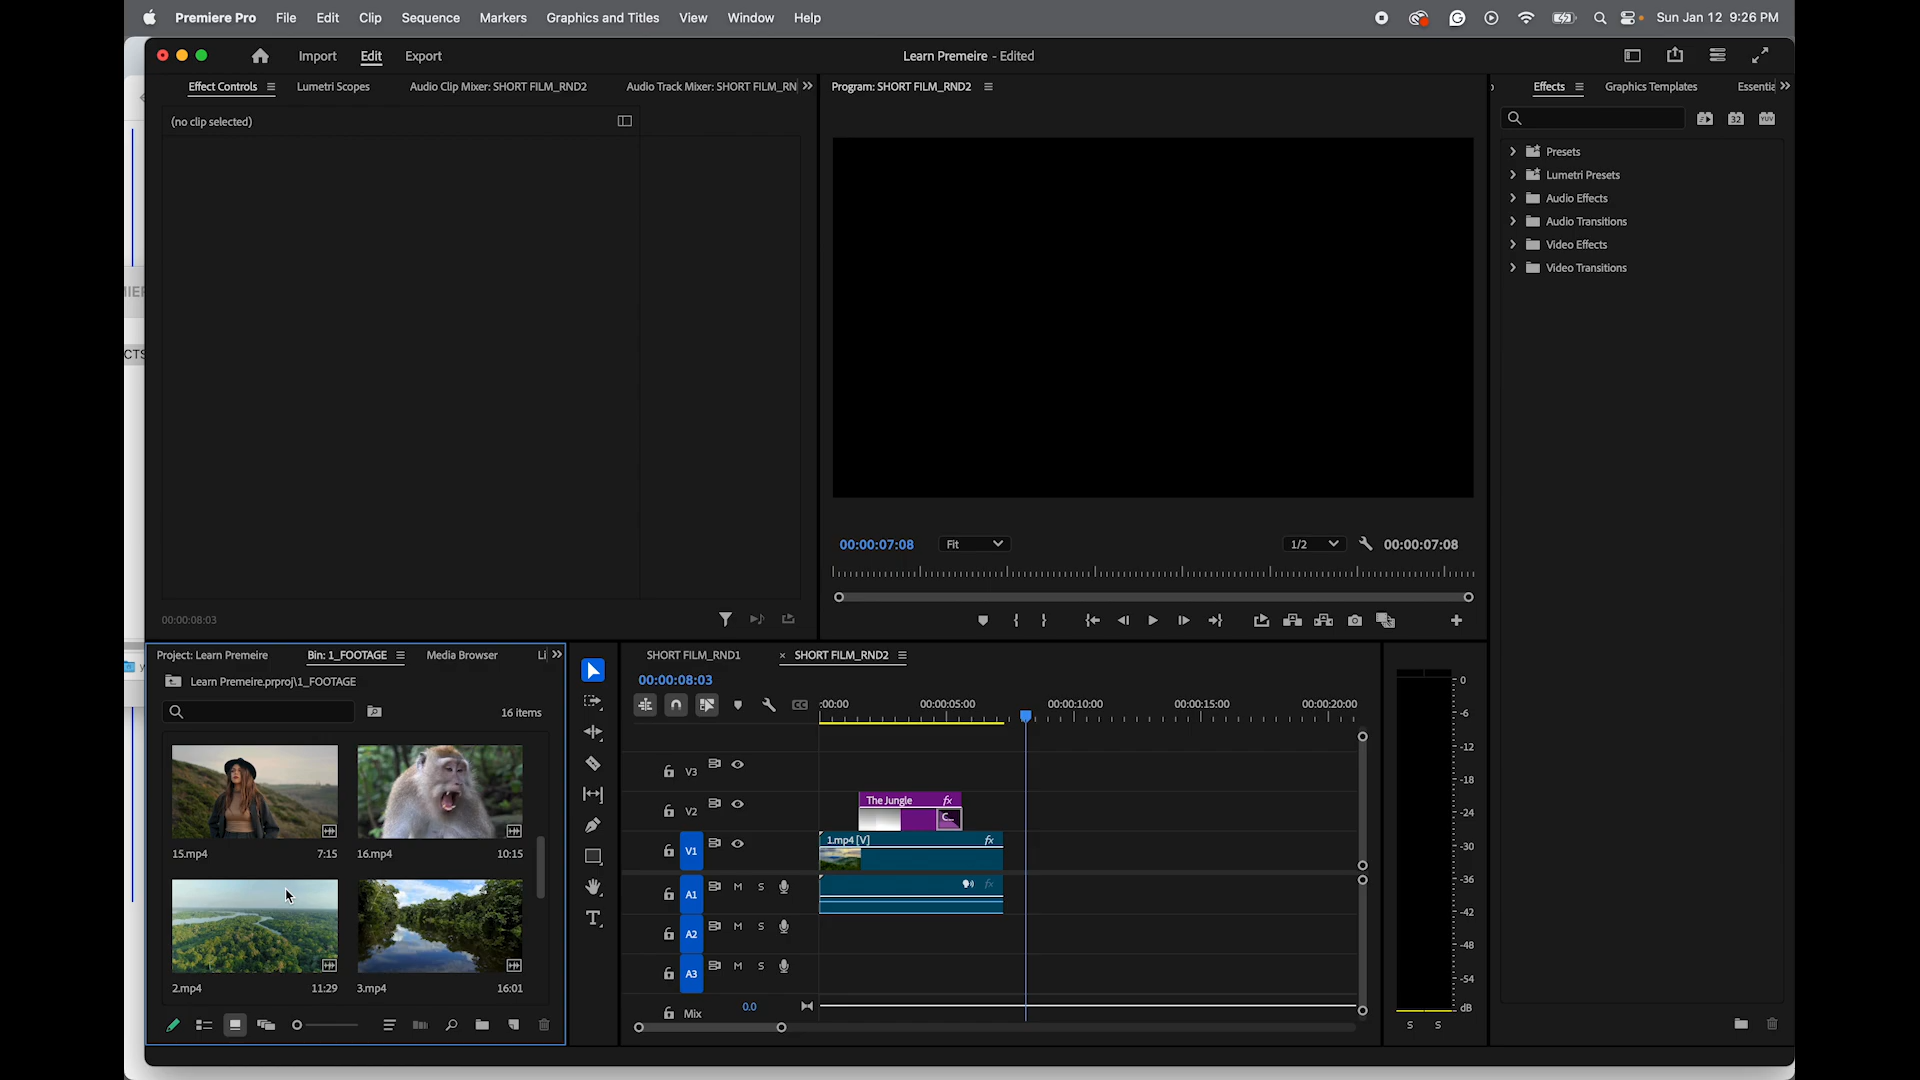 Premiere Pro File Edit Clip Sequence Markers Graphics and Titles View Window Help Sun Jan 12 9:26 PM
Import Edit Export Learn Premeire - Edited
Effect Controls Lumetri Scopes Audio Clip Mixer: SHORT FILM_RND2 Audio Track Mixer: SHORT FILM_RN
Program: SHORT FILM_RND2
Effects Graphics Templates Essentia
(no clip selected)
32 YUV
Presets
Lumetri Presets
Audio Effects
Audio Transitions
Video Effects
Video Transitions
MIER
CTS
00:00:07:08 Fit 1/2 00:00:07:08
00:00:08:03
Project: Learn Premeire Bin: 1_FOOTAGE Media Browser Li
Learn Premeire.prproj\1_FOOTAGE
16 items
15.mp4 7:15 16.mp4 10:15
2.mp4 11:29 3.mp4 16:01
SHORT FILM_RND1 × SHORT FILM_RND2
00:00:08:03
CC
:00:00 00:00:05:00 00:00:10:00 00:00:15:00 00:00:20:00
V3
V2 The Jungle fx
C...
V1 1.mp4 [V] fx
A1 M S fx
A2 M S
A3 M S
Mix 0.0
0
-6
-12
-18
-24
-30
-36
-42
-48
-54
dB
S S